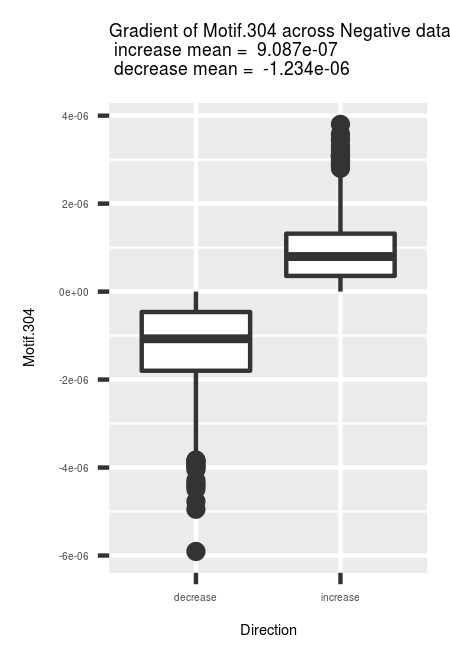 Gradient of Motif.304 across Negative data
increase mean =  9.087e-07
decrease mean =  -1.234e-06
4e-06
2e-06
0e+00
-2e-06
-4e-06
-6e-06
Motif.304
decrease increase
Direction